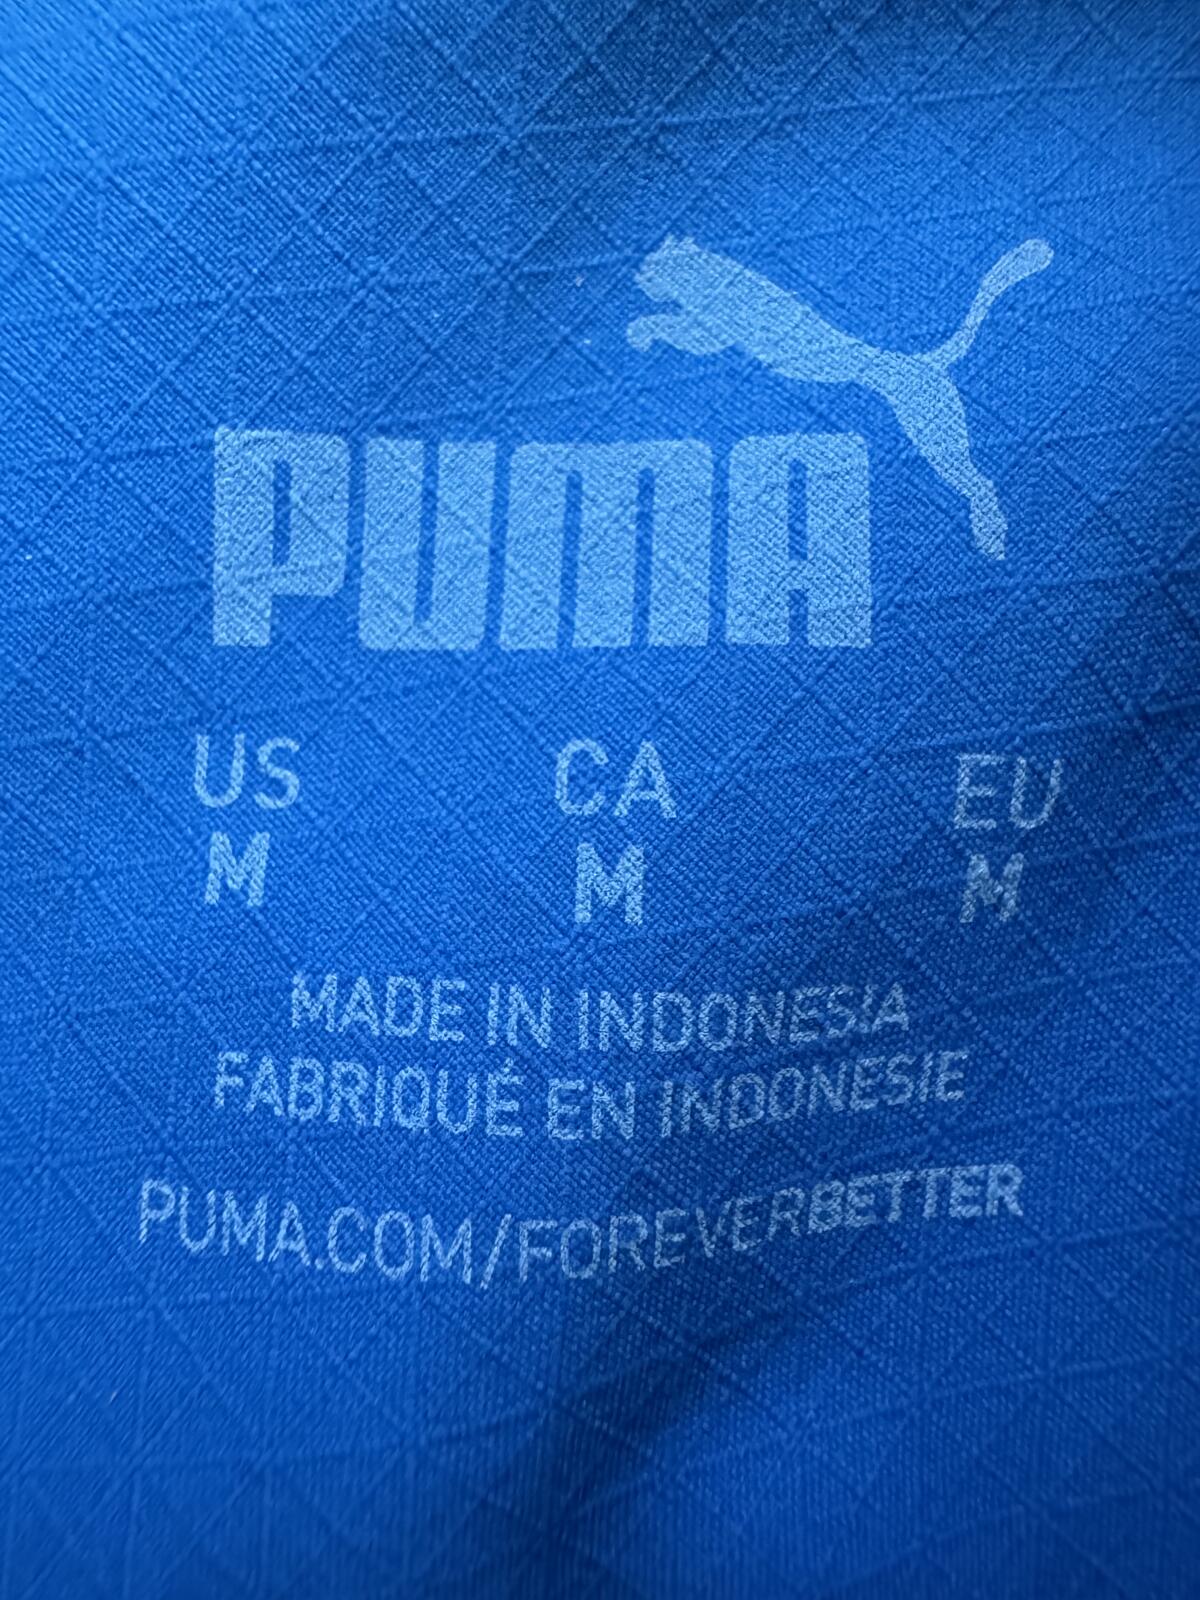 PUMA
US CA EU
M M M
MADE IN INDONESIA
FABRIQUÉ EN INDONESIE
PUMA.COM/FOREVERBETTER